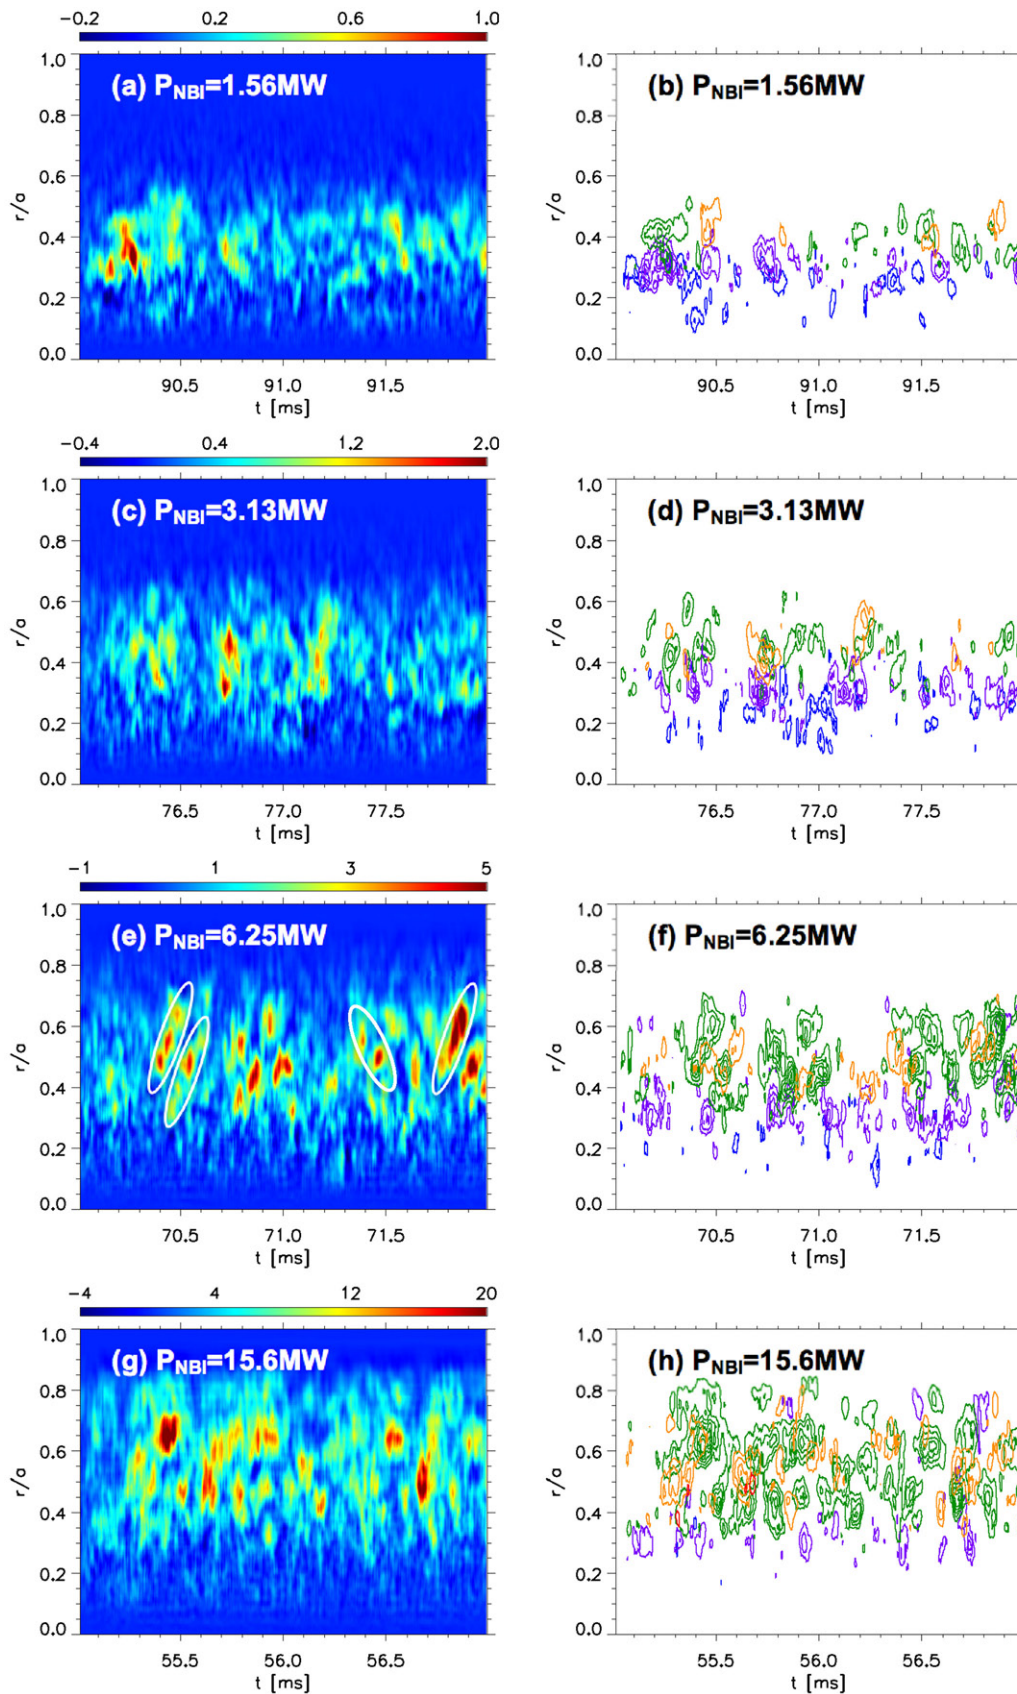 −0.2 0.2 0.6 1.0
(a) P_NBI=1.56MW
(b) P_NBI=1.56MW
1.0 1.0
0.8 0.8
0.6 0.6
r/a r/a
0.4 0.4
0.2 0.2
0.0 0.0
90.5 91.0 91.5 90.5 91.0 91.5
t [ms] t [ms]
−0.4 0.4 1.2 2.0
(c) P_NBI=3.13MW
(d) P_NBI=3.13MW
1.0 1.0
0.8 0.8
0.6 0.6
r/a r/a
0.4 0.4
0.2 0.2
0.0 0.0
76.5 77.0 77.5 76.5 77.0 77.5
t [ms] t [ms]
−1 1 3 5
(e) P_NBI=6.25MW
(f) P_NBI=6.25MW
1.0 1.0
0.8 0.8
0.6 0.6
r/a r/a
0.4 0.4
0.2 0.2
0.0 0.0
70.5 71.0 71.5 70.5 71.0 71.5
t [ms] t [ms]
−4 4 12 20
(g) P_NBI=15.6MW
(h) P_NBI=15.6MW
1.0 1.0
0.8 0.8
0.6 0.6
r/a r/a
0.4 0.4
0.2 0.2
0.0 0.0
55.5 56.0 56.5 55.5 56.0 56.5
t [ms] t [ms]